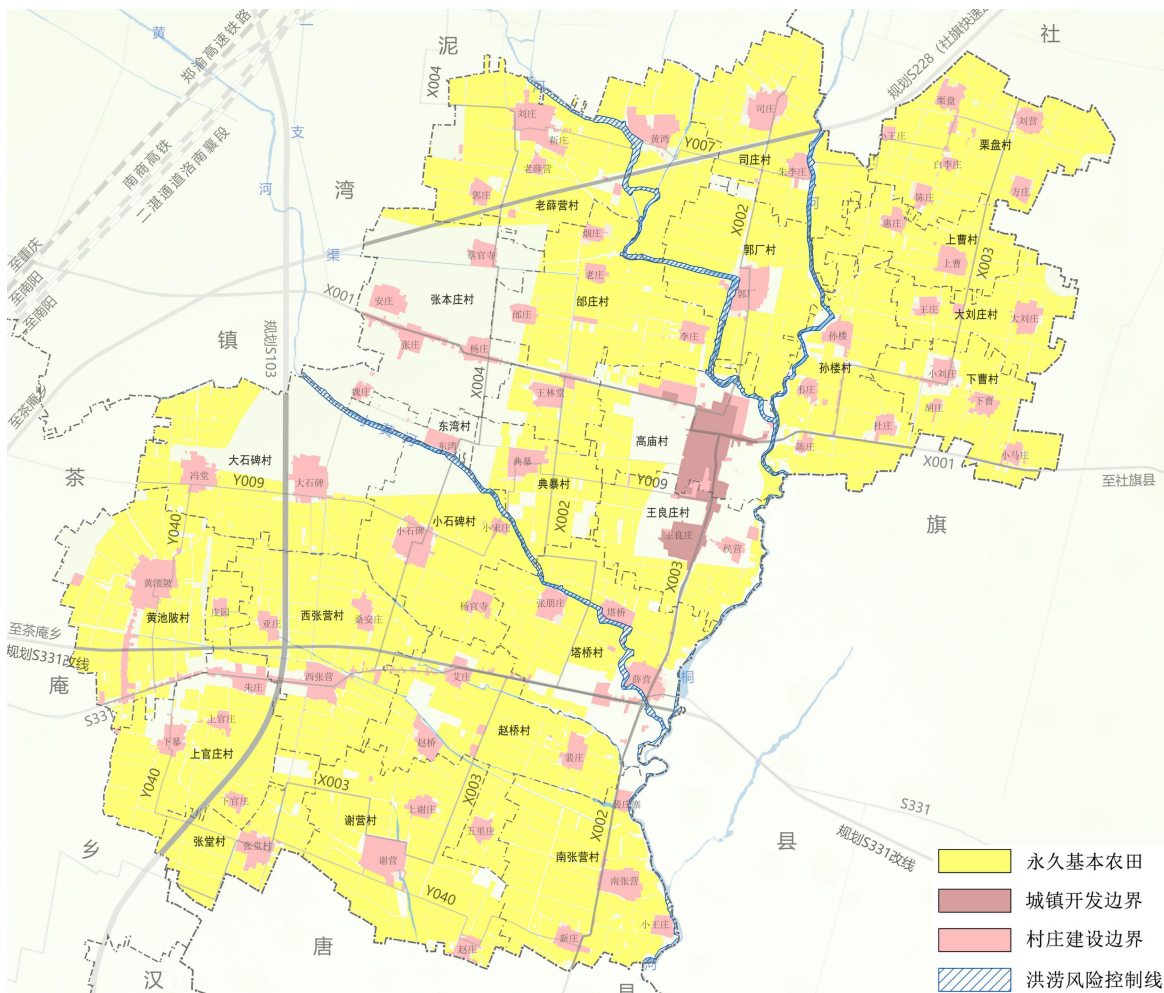 黄
一
泥
社
郑渝高速铁路
X004
规划S228（社旗快速通
河
支
栗盘
刘庄
司庄
刘营
靳庄
黄湾
Y007
小王庄
栗盘村
南商高铁
二湛通道洛南襄段
司庄村
白李庄
老薛营
朱李庄
河
湾
郭庄
陈庄
方庄
老薛营村
X002
河
惠庄
烟庄
上曹村
至重庆
渠
落官寺
郭厂村
上曹
X003
至南阳
老庄
至南阳
X001
安庄
张本庄村
邰庄村
郭厂
王庄
大刘庄村
邰庄
大刘庄
规划S103
镇
张庄
杨庄
李庄
孙楼
孙楼村
小刘庄
下曹村
X004
至茶庵乡
魏庄
王林堂
韦庄
胡庄
下曹
东湾村
高庙村
杜庄
东湾
陈庄
小马庄
大石碑村
冯堂
典暴
X001
茶
Y009
大石碑
典暴村
Y009
至社旗县
Y040
小石碑村
X002
王良庄村
小石碑
小宋庄
王良庄
侯营
旗
黄池陂
X003
皮园
杨官寺
张朋庄
塔桥
黄池陂村
亚庄
西张营村
桑安庄
至茶庵乡
规划S331改线
塔桥村
庵
朱庄
西张营
艾庄
薛营
桐
S331
上官庄
赵桥村
下暴
赵桥
上官庄村
裴庄
Y040
X003
X003
下官庄
上谢庄
裴庄寨
S331
谢营村
五里庄
X002
规划S331改线
张堂村
县
乡
张堂村
谢营
南张营村
永久基本农田
南张营
Y040
城镇开发边界
小王庄
唐
新庄
村庄建设边界
赵庄
河
汉
县
洪涝风险控制线